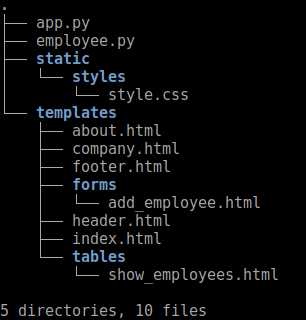 .
├── app.py
├── employee.py
├── static
│   └── styles
│       └── style.css
└── templates
    ├── about.html
    ├── company.html
    ├── footer.html
    ├── forms
    │   └── add_employee.html
    ├── header.html
    ├── index.html
    └── tables
        └── show_employees.html

5 directories, 10 files